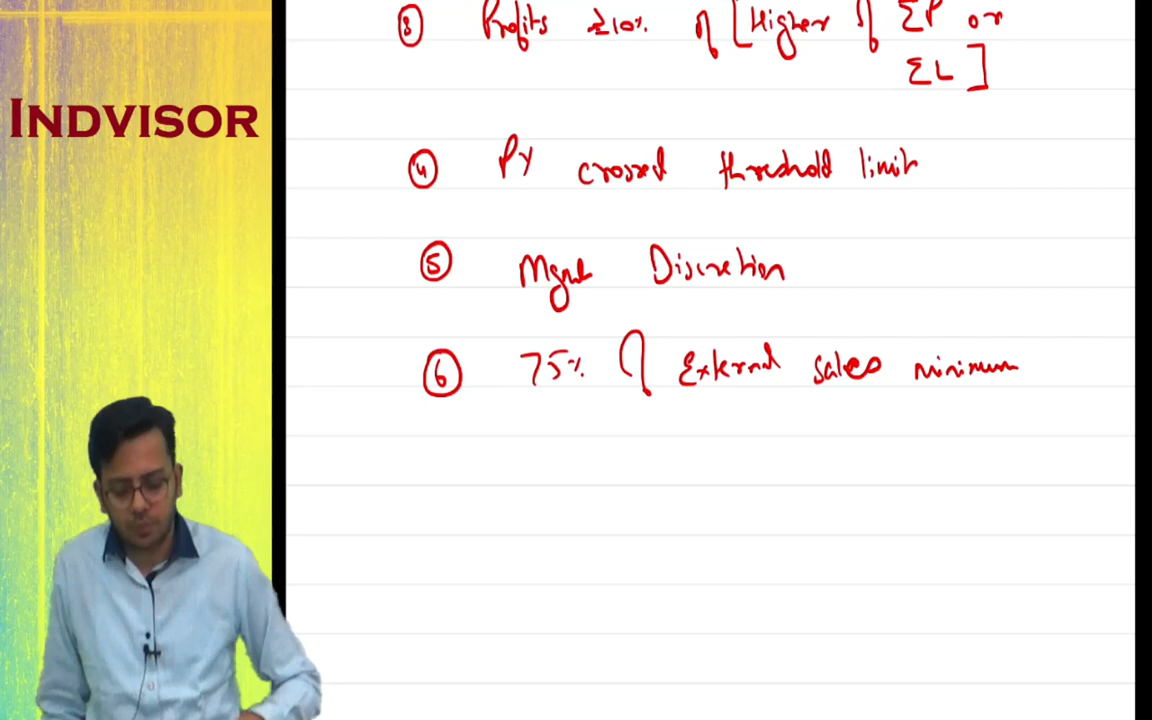 ③ Profits ≥10% of [Higher of ΣP or
ΣL]
INDVISOR
④ PY crossed threshold limit
⑤ Mgmt Discretion
⑥ 75% of External sales minimum